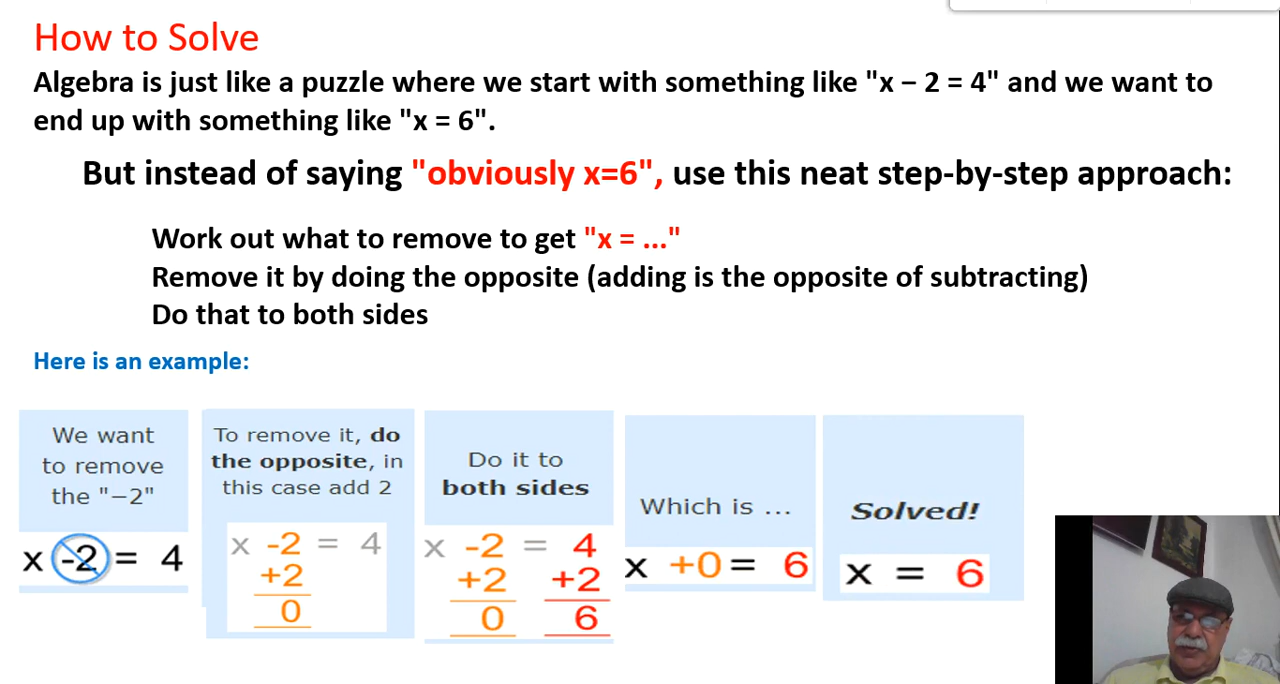 How to Solve
Algebra is just like a puzzle where we start with something like "x – 2 = 4" and we want to
end up with something like "x = 6".
But instead of saying "obviously x=6", use this neat step-by-step approach:
Work out what to remove to get "x = ..."
Remove it by doing the opposite (adding is the opposite of subtracting)
Do that to both sides
Here is an example:
We want
to remove
the "−2"
x -2 = 4
To remove it, do
the opposite, in
this case add 2
x -2 = 4
+2
0
Do it to
both sides
x -2 = 4
+2 +2
0 6
Which is ...
x +0 = 6
Solved!
x = 6